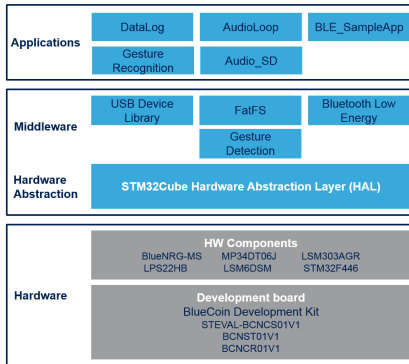 Applications
DataLog
AudioLoop
BLE_SampleApp
Gesture
Recognition
Audio_SD
Middleware
USB Device
Library
FatFS
Bluetooth Low
Energy
Gesture
Detection
Hardware
Abstraction
STM32Cube Hardware Abstraction Layer (HAL)
Hardware
HW Components
BlueNRG-MS MP34DT06J LSM303AGR
LPS22HB LSM6DSM STM32F446
Development board
BlueCoin Development Kit
STEVAL-BCNCS01V1
BCNST01V1
BCNCR01V1